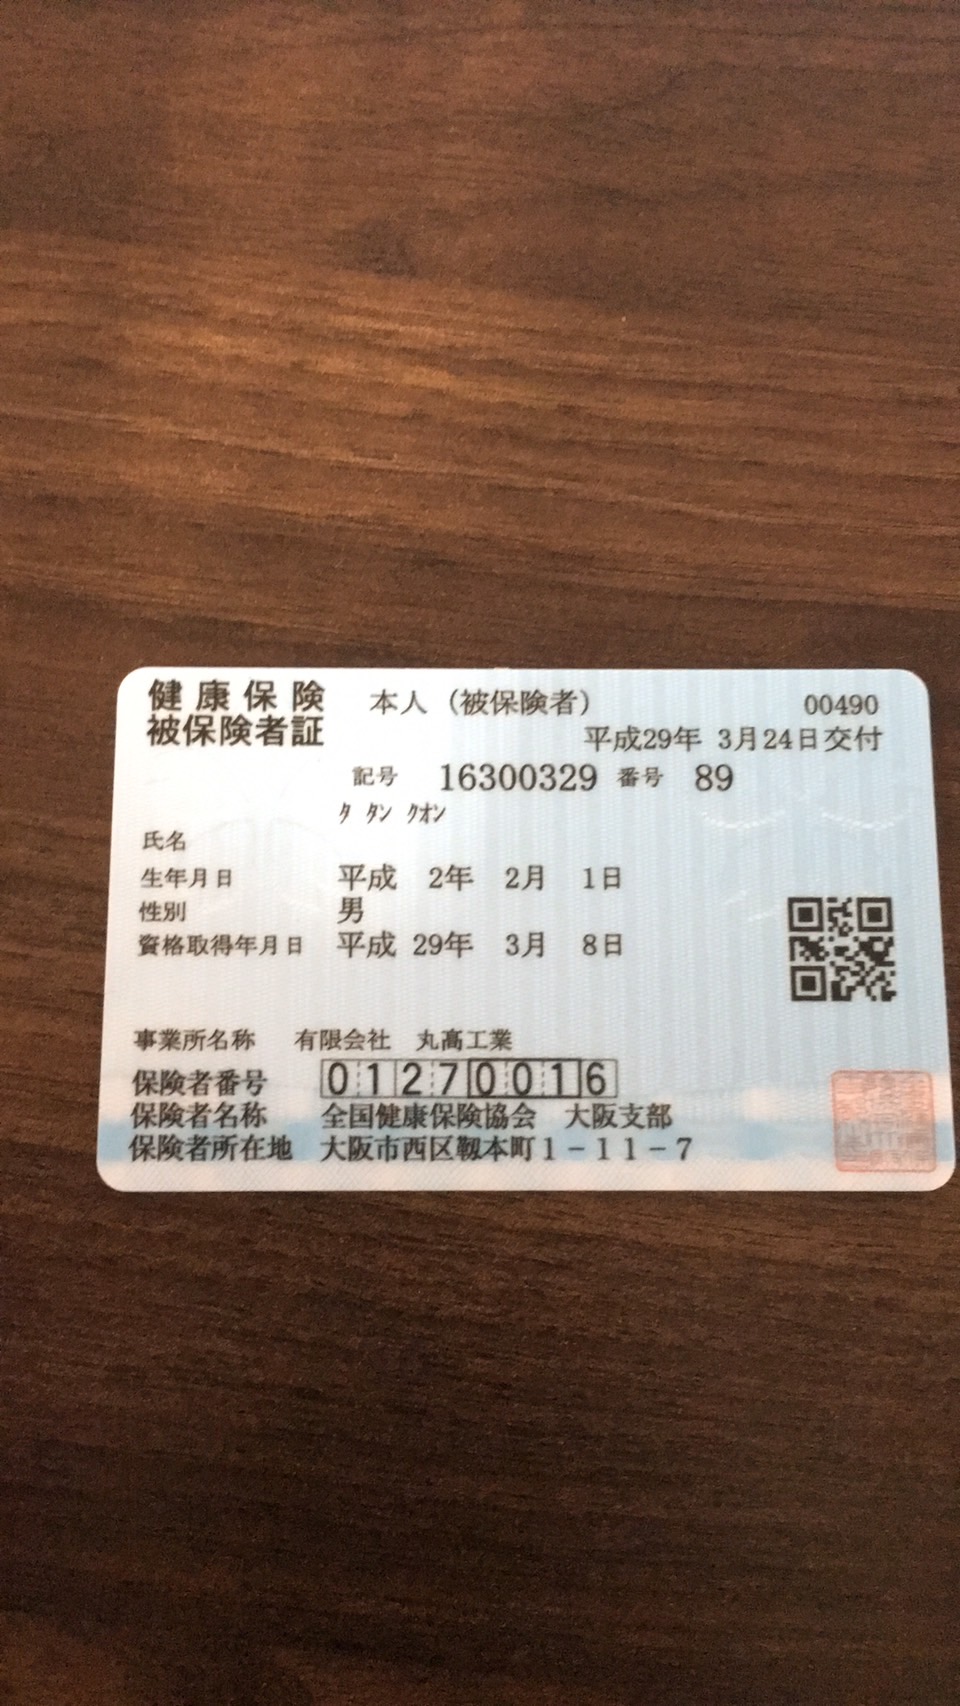 健康保険 本人（被保険者） 00490
被保険者証 平成29年 3月24日交付
記号 16300329 番号 89
ﾀ ﾀﾝ ｸｵﾝ
氏名
生年月日 平成 2年 2月 1日
性別 男
資格取得年月日 平成 29年 3月 8日
事業所名称 有限会社 丸髙工業
保険者番号 01270016
保険者名称 全国健康保険協会 大阪支部
保険者所在地 大阪市西区靱本町１－１１－７